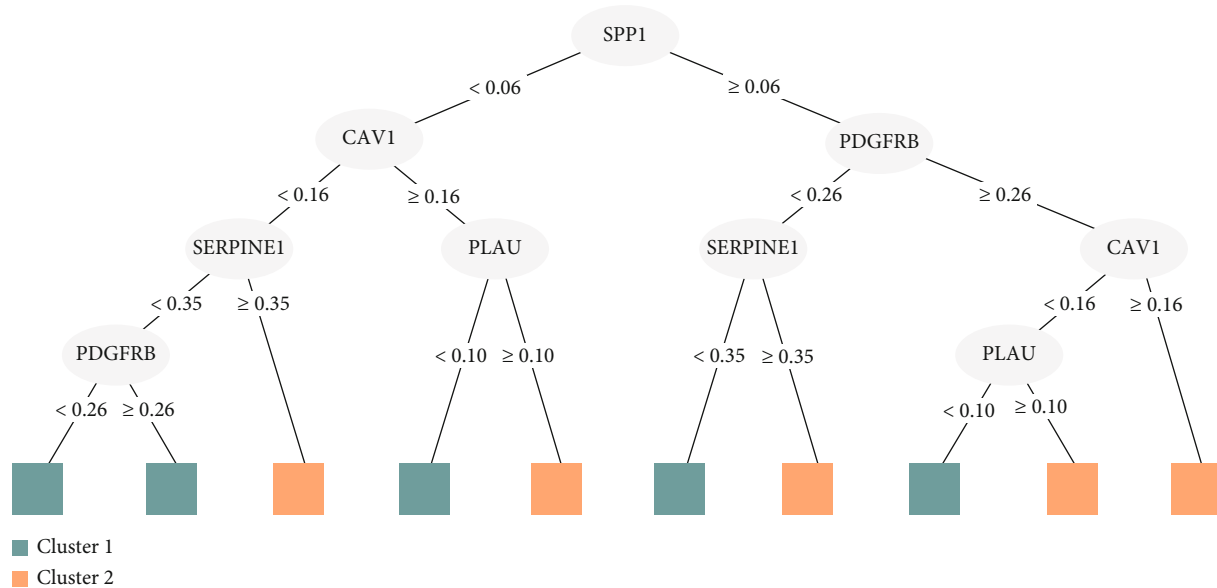 SPP1
< 0.06
≥ 0.06
CAV1
PDGFRB
< 0.16
≥ 0.16
< 0.26
≥ 0.26
SERPINE1
PLAU
SERPINE1
CAV1
< 0.35
≥ 0.35
< 0.16
≥ 0.16
PDGFRB
< 0.10
≥ 0.10
< 0.35
≥ 0.35
PLAU
< 0.26
≥ 0.26
< 0.10
≥ 0.10
Cluster 1
Cluster 2